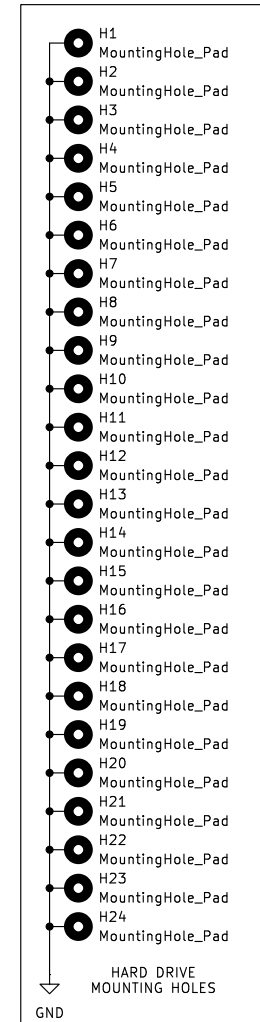 H1
MountingHole_Pad
H2
MountingHole_Pad
H3
MountingHole_Pad
H4
MountingHole_Pad
H5
MountingHole_Pad
H6
MountingHole_Pad
H7
MountingHole_Pad
H8
MountingHole_Pad
H9
MountingHole_Pad
H10
MountingHole_Pad
H11
MountingHole_Pad
H12
MountingHole_Pad
H13
MountingHole_Pad
H14
MountingHole_Pad
H15
MountingHole_Pad
H16
MountingHole_Pad
H17
MountingHole_Pad
H18
MountingHole_Pad
H19
MountingHole_Pad
H20
MountingHole_Pad
H21
MountingHole_Pad
H22
MountingHole_Pad
H23
MountingHole_Pad
H24
MountingHole_Pad
HARD DRIVE
MOUNTING HOLES
GND